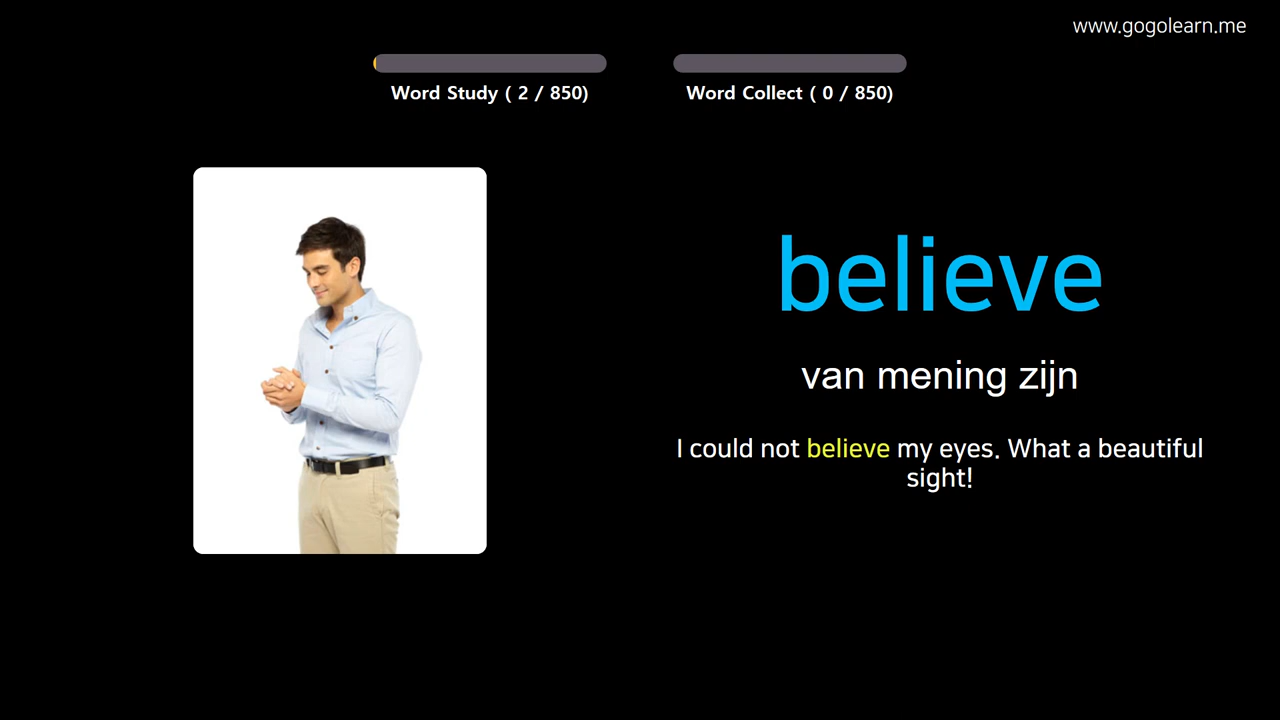 www.gogolearn.me
Word Study ( 2 / 850)
Word Collect ( 0 / 850)
believe
van mening zijn
I could not believe my eyes. What a beautiful
sight!